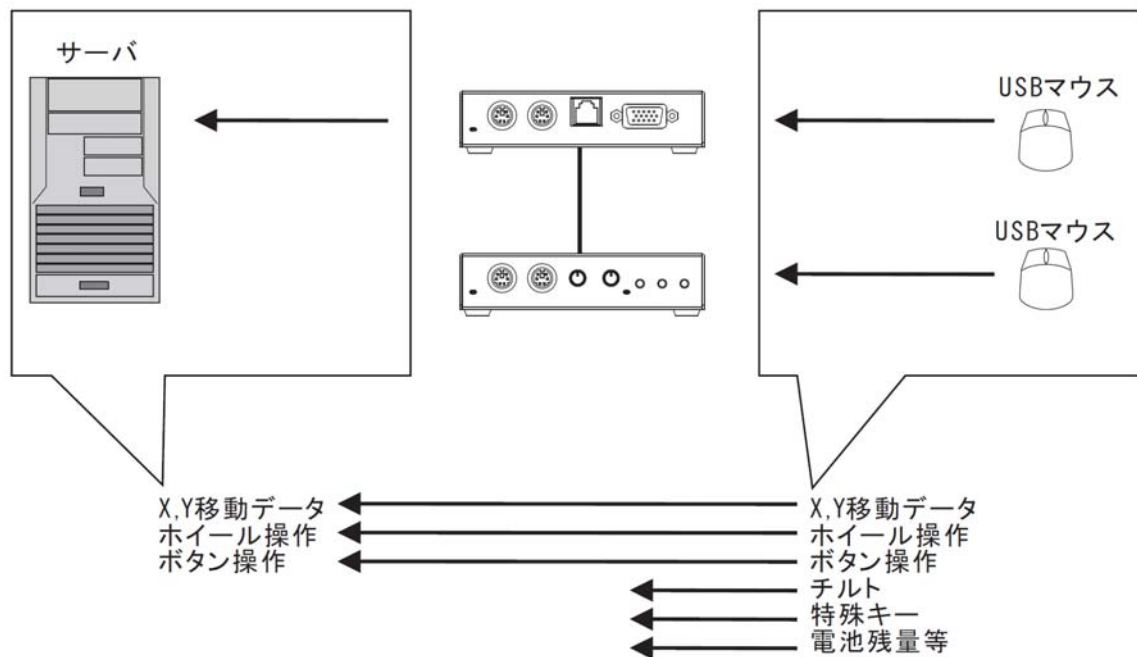 サーバ
USBマウス
USBマウス
X,Y移動データ
ホイール操作
ボタン操作
X,Y移動データ
ホイール操作
ボタン操作
チルト
特殊キー
電池残量等